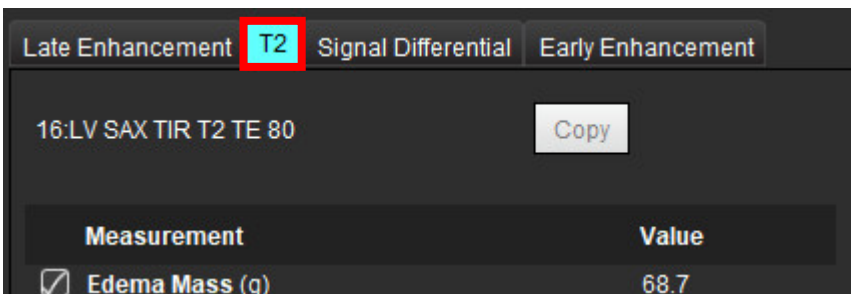 Late Enhancement T2 Signal Differential Early Enhancement
16:LV SAX TIR T2 TE 80 Copy
Measurement Value
Edema Mass (g) 68.7